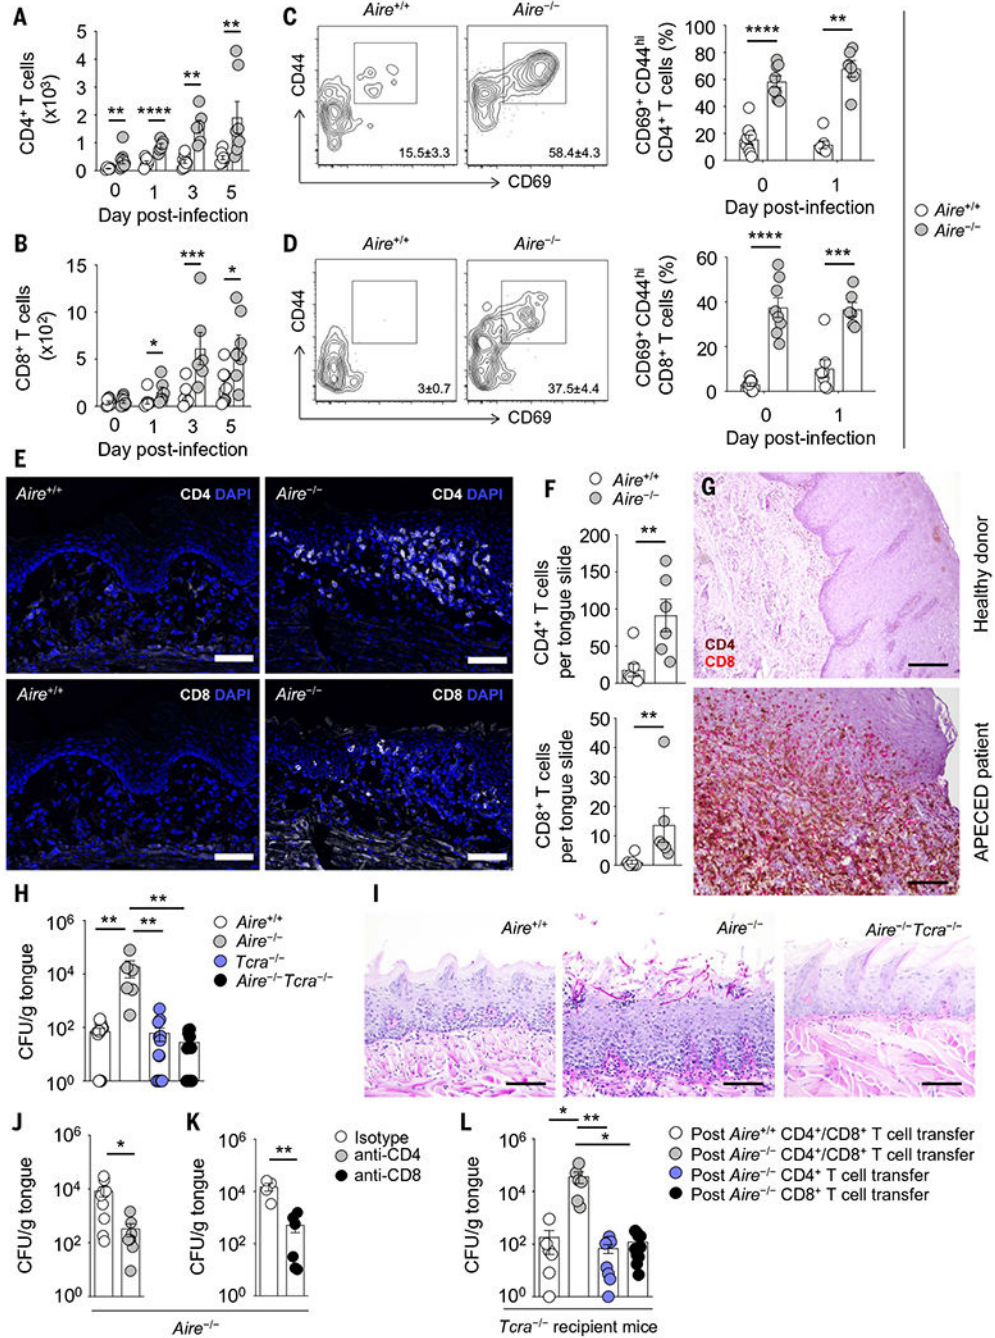 A
CD4⁺ T cells
(x10³)
5
4
3
2
1
0
** **** ** **
0 1 3 5
Day post-infection
B
CD8⁺ T cells
(x10²)
15
10
5
0
* *** *
0 1 3 5
Day post-infection
C
Aire⁺/⁺ Aire⁻/⁻
CD44
15.5±3.3 58.4±4.3
CD69
CD69⁺ CD44ʰⁱ
CD4⁺ T cells (%)
100
80
60
40
20
0
**** **
0 1
Day post-infection
Aire⁺/⁺
Aire⁻/⁻
D
Aire⁺/⁺ Aire⁻/⁻
CD44
3±0.7 37.5±4.4
CD69
CD69⁺ CD44ʰⁱ
CD8⁺ T cells (%)
60
40
20
0
**** ***
0 1
Day post-infection
E
Aire⁺/⁺ CD4 DAPI
Aire⁻/⁻ CD4 DAPI
Aire⁺/⁺ CD8 DAPI
Aire⁻/⁻ CD8 DAPI
F
Aire⁺/⁺
Aire⁻/⁻
CD4⁺ T cells
per tongue slide
200
150
100
50
0
**
CD8⁺ T cells
per tongue slide
50
40
30
20
10
0
**
G
CD4
CD8
Healthy donor
APECED patient
H
CFU/g tongue
10⁶
10⁴
10²
10⁰
** ** **
Aire⁺/⁺
Aire⁻/⁻
Tcra⁻/⁻
Aire⁻/⁻Tcra⁻/⁻
I
Aire⁺/⁺ Aire⁻/⁻ Aire⁻/⁻Tcra⁻/⁻
J
CFU/g tongue
10⁶
10⁴
10²
10⁰
*
K
CFU/g tongue
10⁶
10⁴
10²
10⁰
**
Isotype
anti-CD4
anti-CD8
Aire⁻/⁻
L
CFU/g tongue
10⁶
10⁴
10²
10⁰
* ** *
Post Aire⁺/⁺ CD4⁺/CD8⁺ T cell transfer
Post Aire⁻/⁻ CD4⁺/CD8⁺ T cell transfer
Post Aire⁻/⁻ CD4⁺ T cell transfer
Post Aire⁻/⁻ CD8⁺ T cell transfer
Tcra⁻/⁻ recipient mice